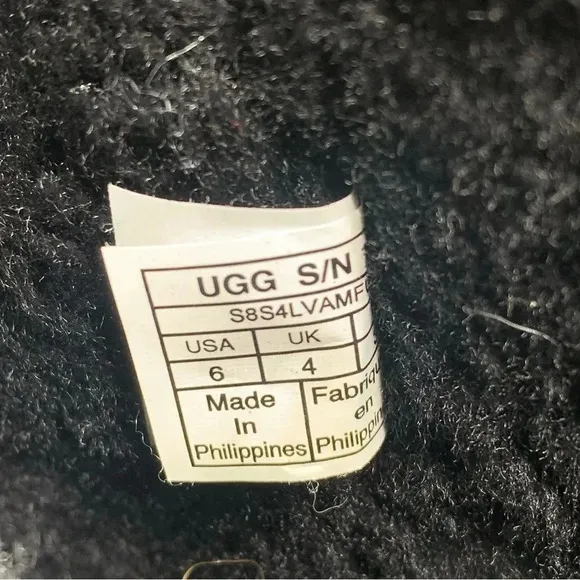 UGG S/N
S8S4LVAMF
USA UK
6 4
Made
In
Philippines
Fabriqu
en
Philippin